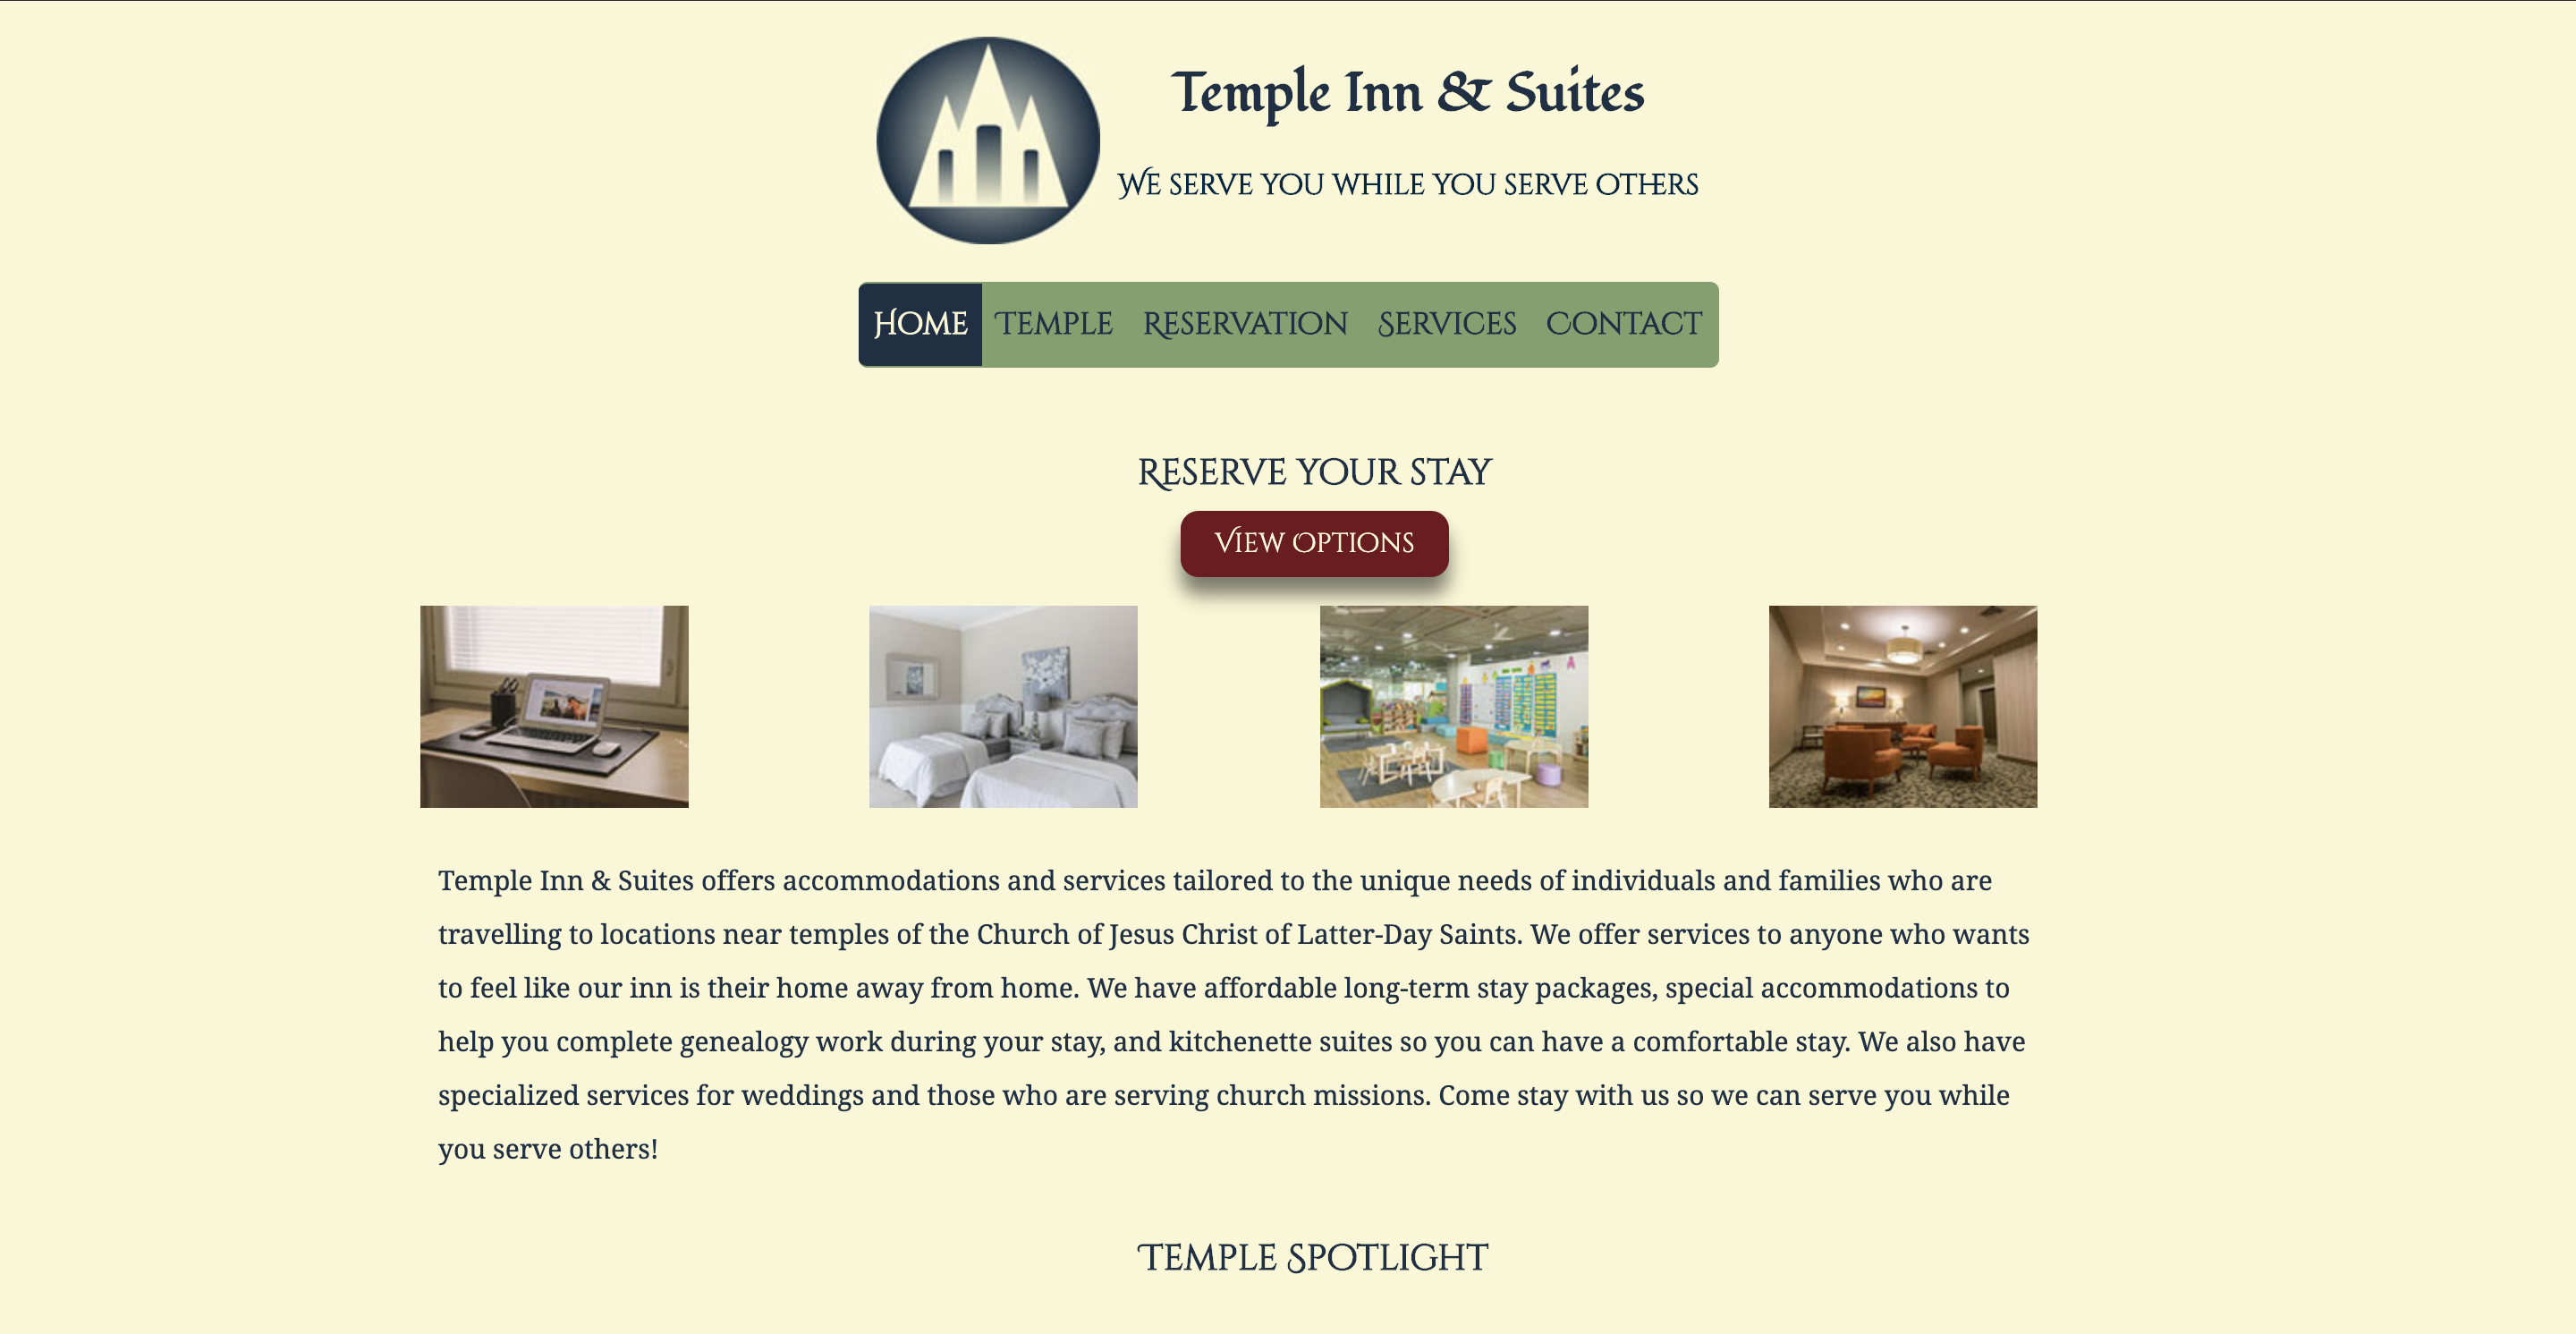 Temple Inn & Suites
We serve you while you serve others
Home Temple Reservation Services Contact
Reserve your stay
View Options
Temple Inn & Suites offers accommodations and services tailored to the unique needs of individuals and families who are
travelling to locations near temples of the Church of Jesus Christ of Latter-Day Saints. We offer services to anyone who wants
to feel like our inn is their home away from home. We have affordable long-term stay packages, special accommodations to
help you complete genealogy work during your stay, and kitchenette suites so you can have a comfortable stay. We also have
specialized services for weddings and those who are serving church missions. Come stay with us so we can serve you while
you serve others!
Temple Spotlight